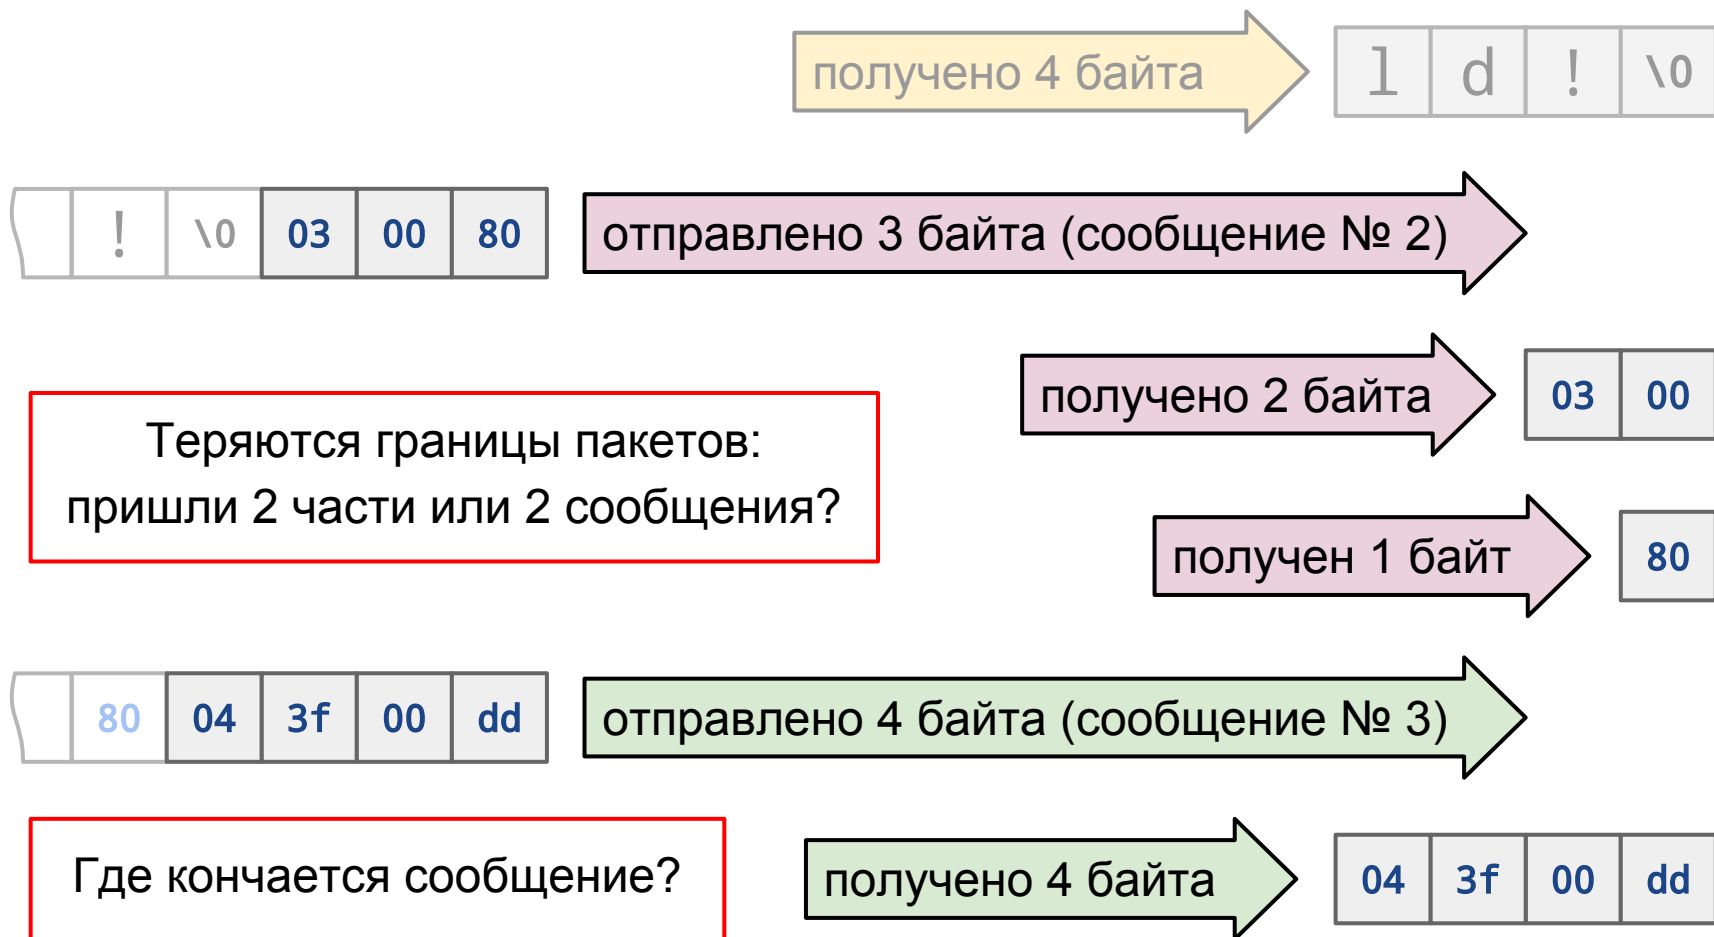 получено 4 байта
l d ! \0
! \0 03 00 80
отправлено 3 байта (сообщение № 2)
получено 2 байта
03 00
Теряются границы пакетов:
пришли 2 части или 2 сообщения?
получен 1 байт
80
80 04 3f 00 dd
отправлено 4 байта (сообщение № 3)
Где кончается сообщение?
получено 4 байта
04 3f 00 dd